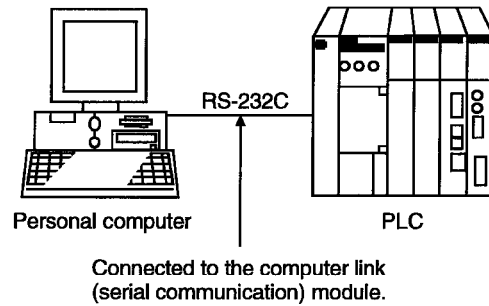 RS-232C
Personal computer
PLC
Connected to the computer link
(serial communication) module.